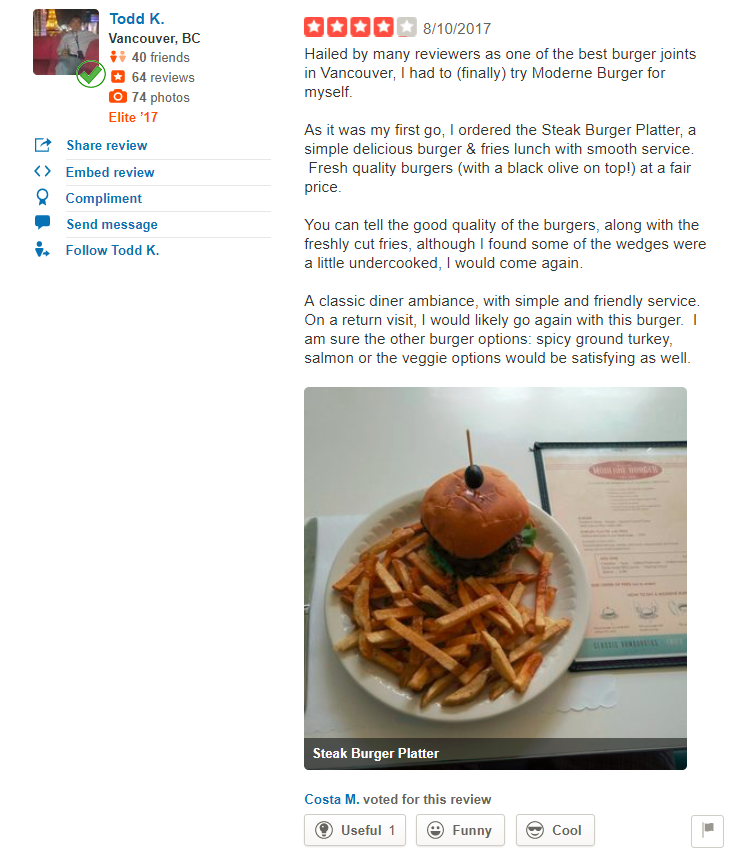 Todd K.
Vancouver, BC
40 friends
64 reviews
74 photos
Elite '17
Share review
Embed review
Compliment
Send message
Follow Todd K.
8/10/2017
Hailed by many reviewers as one of the best burger joints
in Vancouver, I had to (finally) try Moderne Burger for
myself.
As it was my first go, I ordered the Steak Burger Platter, a
simple delicious burger & fries lunch with smooth service.
Fresh quality burgers (with a black olive on top!) at a fair
price.
You can tell the good quality of the burgers, along with the
freshly cut fries, although I found some of the wedges were
a little undercooked, I would come again.
A classic diner ambiance, with simple and friendly service.
On a return visit, I would likely go again with this burger.  I
am sure the other burger options: spicy ground turkey,
salmon or the veggie options would be satisfying as well.
MODERNE BURGER
CLASSIC HAMBURGERS
Steak Burger Platter
Costa M. voted for this review
Useful 1
Funny
Cool